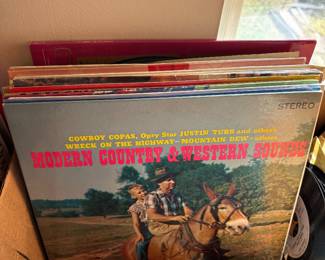 STEREO
COWBOY COPAS, Opry Star JUSTIN TUBB and others
WRECK ON THE HIGHWAY - MOUNTAIN DEW - others
MODERN COUNTRY & WESTERN SOUNDS